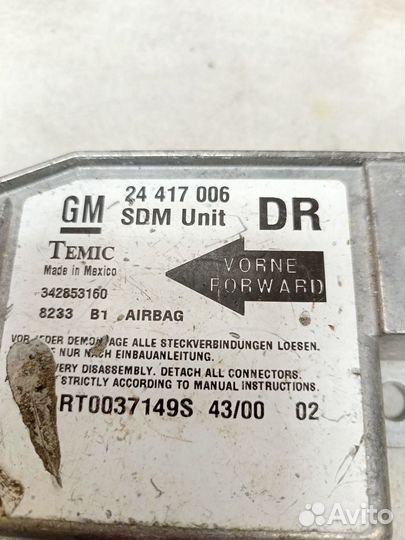 GM 24 417 006 DR
SDM Unit
TEMIC
Made in Mexico
VORNE
FORWARD
342853160
8233 B1 AIRBAG
VOR JEDER DEMONTAGE ALLE STECKVERBINDUNGEN LOESEN.
NUR NACH EINBAUANLEITUNG.
EVERY DISASSEMBLY. DETACH ALL CONNECTORS.
STRICTLY ACCORDING TO MANUAL INSTRUCTIONS.
RT0037149S 43/00 02
Avito